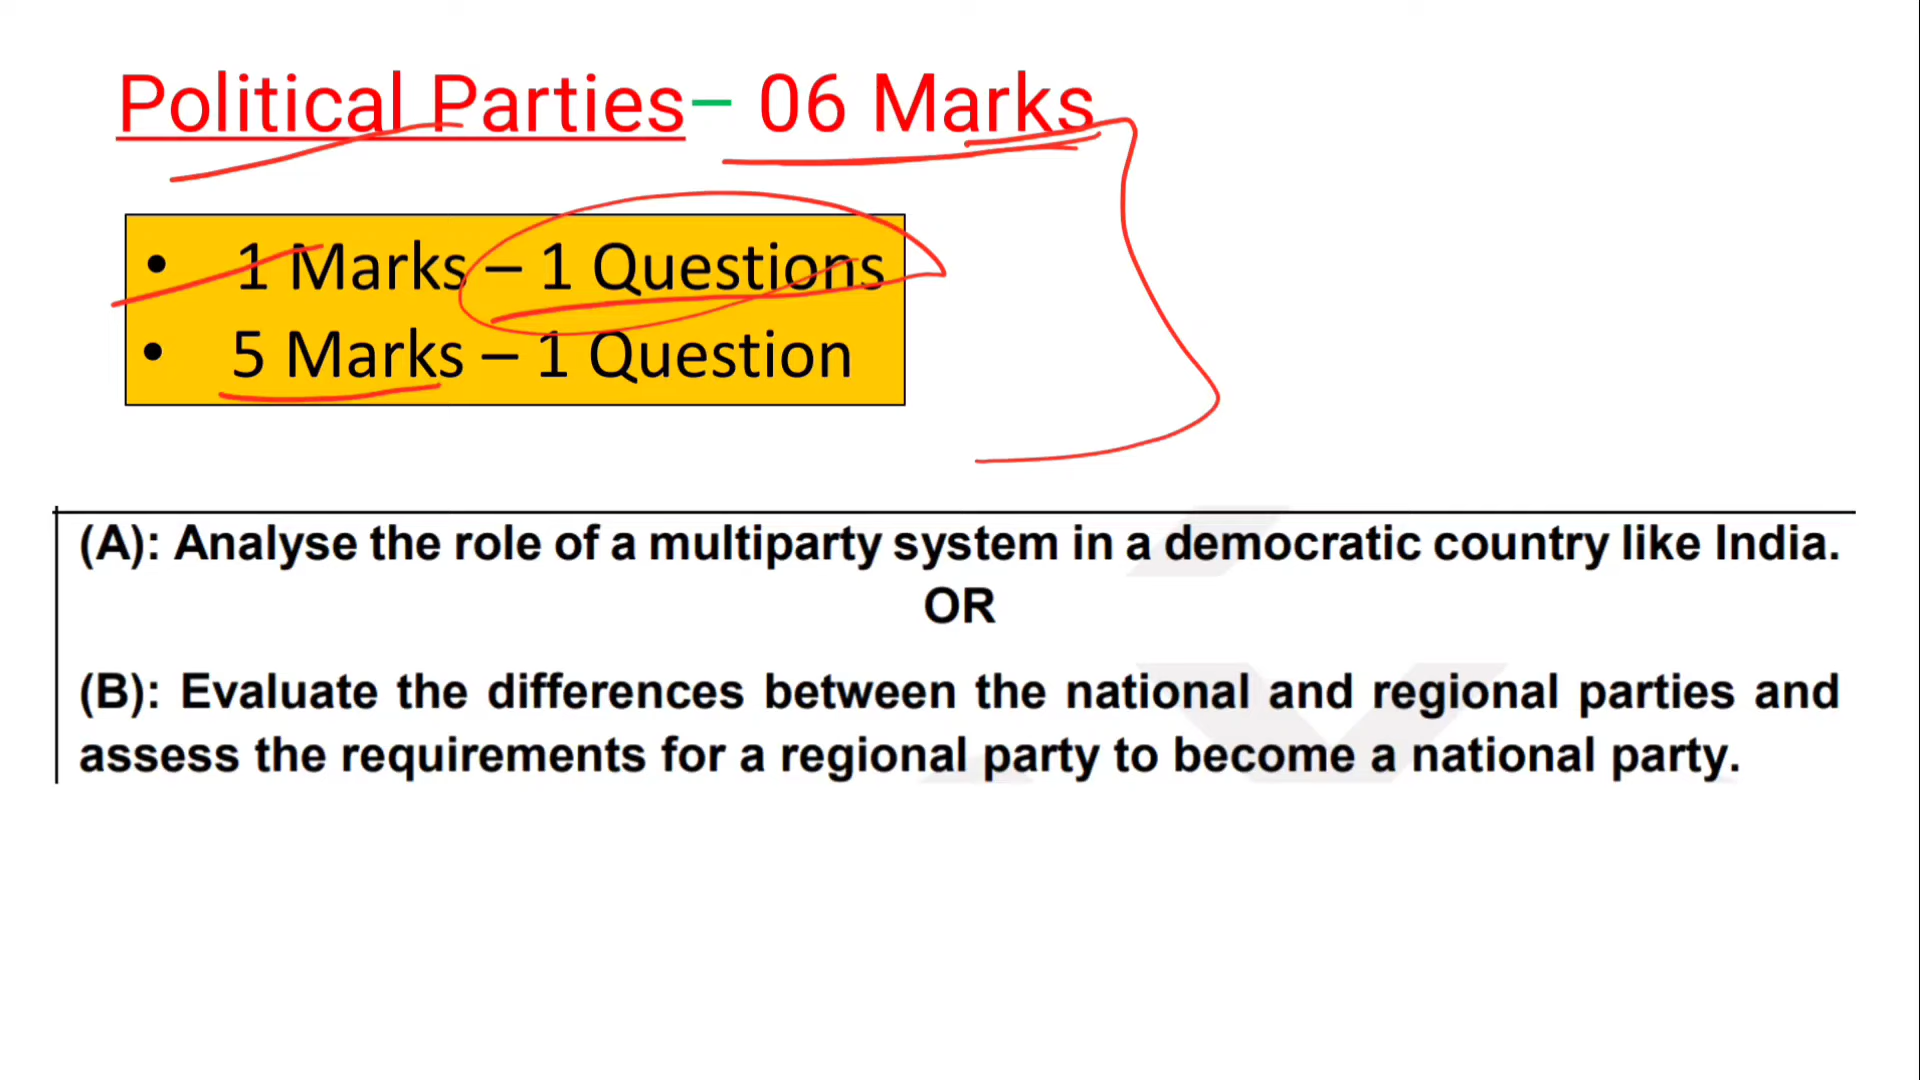 Political Parties– 06 Marks
• 1 Marks – 1 Questions
• 5 Marks – 1 Question
(A): Analyse the role of a multiparty system in a democratic country like India.
OR
(B): Evaluate the differences between the national and regional parties and
assess the requirements for a regional party to become a national party.